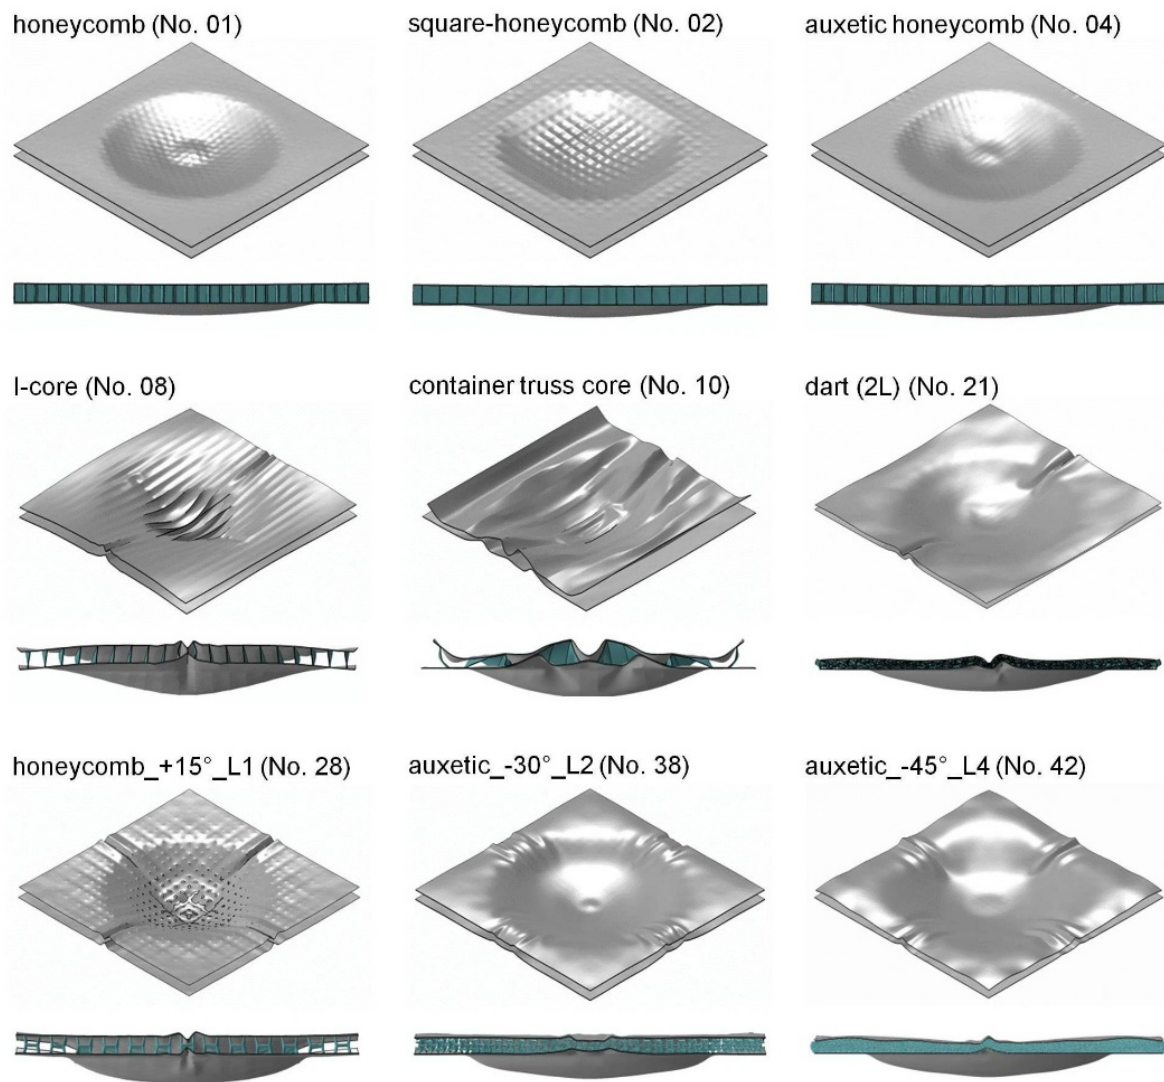 honeycomb (No. 01)
square-honeycomb (No. 02)
auxetic honeycomb (No. 04)
I-core (No. 08)
container truss core (No. 10)
dart (2L) (No. 21)
honeycomb_+15°_L1 (No. 28)
auxetic_-30°_L2 (No. 38)
auxetic_-45°_L4 (No. 42)